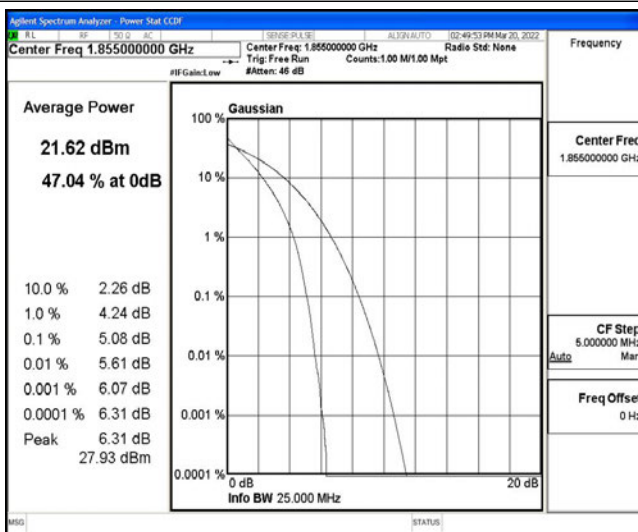 Agilent Spectrum Analyzer - Power Stat CCDF
RL RF 50 Ω AC SENSE:PULSE ALIGN AUTO 02:49:53 PM Mar 20, 2022
Center Freq 1.855000000 GHz
Center Freq: 1.855000000 GHz Radio Std: None
Trig: Free Run Counts:1.00 M/1.00 Mpt
#IFGain:Low #Atten: 46 dB
Frequency
Average Power
21.62 dBm
47.04 % at 0dB
10.0 % 2.26 dB
1.0 % 4.24 dB
0.1 % 5.08 dB
0.01 % 5.61 dB
0.001 % 6.07 dB
0.0001 % 6.31 dB
Peak 6.31 dB
27.93 dBm
Gaussian
100 %
10 %
1 %
0.1 %
0.01 %
0.001 %
0.0001 %
0 dB 20 dB
Info BW 25.000 MHz
Center Freq
1.855000000 GHz
CF Step
5.000000 MHz
Auto Man
Freq Offset
0 Hz
MSG STATUS